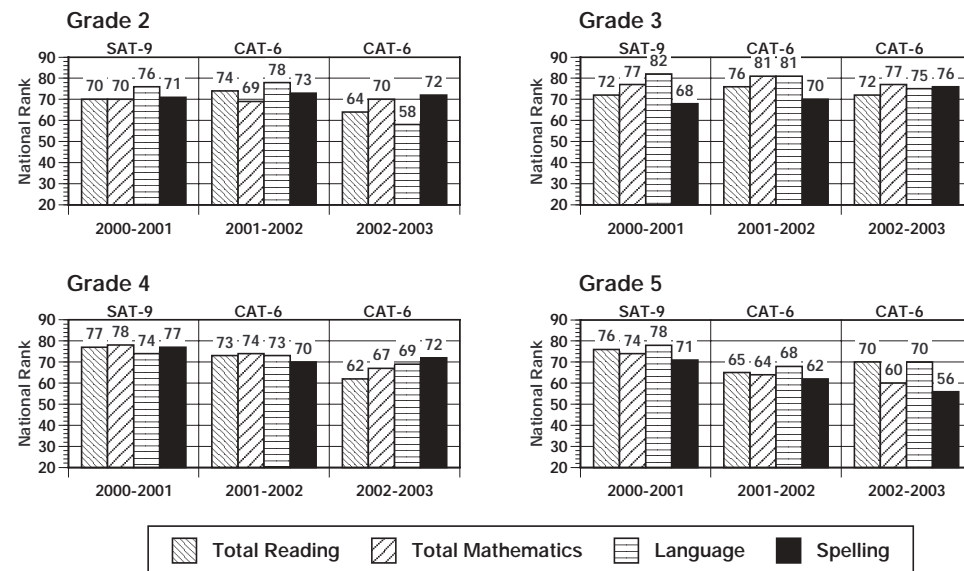 Grade 2
SAT-9 CAT-6 CAT-6
National Rank
90
80
70
60
50
40
30
20
70 70 76 71
74 69 78 73
64 70 58 72
2000-2001 2001-2002 2002-2003
Grade 3
SAT-9 CAT-6 CAT-6
National Rank
90
80
70
60
50
40
30
20
72 77 82 68
76 81 81 70
72 77 75 76
2000-2001 2001-2002 2002-2003
Grade 4
SAT-9 CAT-6 CAT-6
National Rank
90
80
70
60
50
40
30
20
77 78 74 77
73 74 73 70
62 67 69 72
2000-2001 2001-2002 2002-2003
Grade 5
SAT-9 CAT-6 CAT-6
National Rank
90
80
70
60
50
40
30
20
76 74 78 71
65 64 68 62
70 60 70 56
2000-2001 2001-2002 2002-2003
Total Reading Total Mathematics Language Spelling